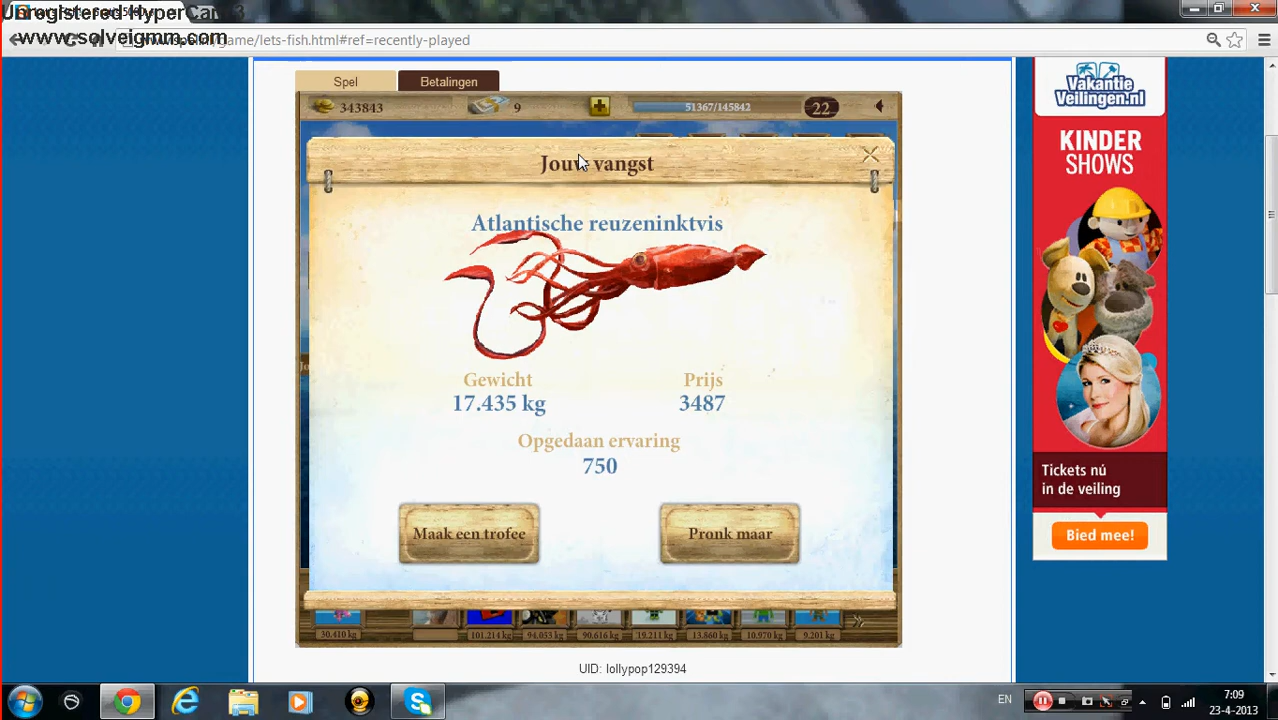 Unregistered HyperCam 3
www.solveigmm.com
game/lets-fish.html#ref=recently-played
Spel
Betalingen
343843
9
51367/145842
22
Jouw vangst
Atlantische reuzeninktvis
Gewicht
Prijs
17.435 kg
3487
Opgedaan ervaring
750
Maak een trofee
Pronk maar
30.410 kg
101.214 kg
94.053 kg
90.616 kg
19.211 kg
13.860 kg
10.970 kg
9.201 kg
UID: lollypop129394
Vakantie
Veilingen.nl
KINDER
SHOWS
Tickets nú
in de veiling
Bied mee!
EN
7:09
23-4-2013